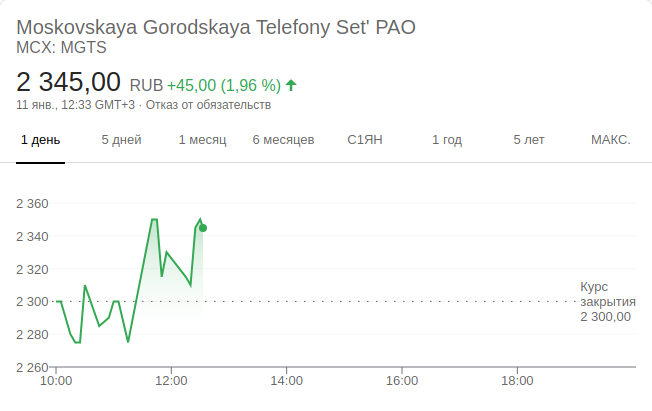 Moskovskaya Gorodskaya Telefony Set' PAO
MCX: MGTS
2 345,00 RUB +45,00 (1,96 %)
11 янв., 12:33 GMT+3 · Отказ от обязательств
1 день 5 дней 1 месяц 6 месяцев С1ЯН 1 год 5 лет МАКС.
2 360
2 340
2 320
2 300
2 280
2 260
Курс
закрытия
2 300,00
10:00 12:00 14:00 16:00 18:00